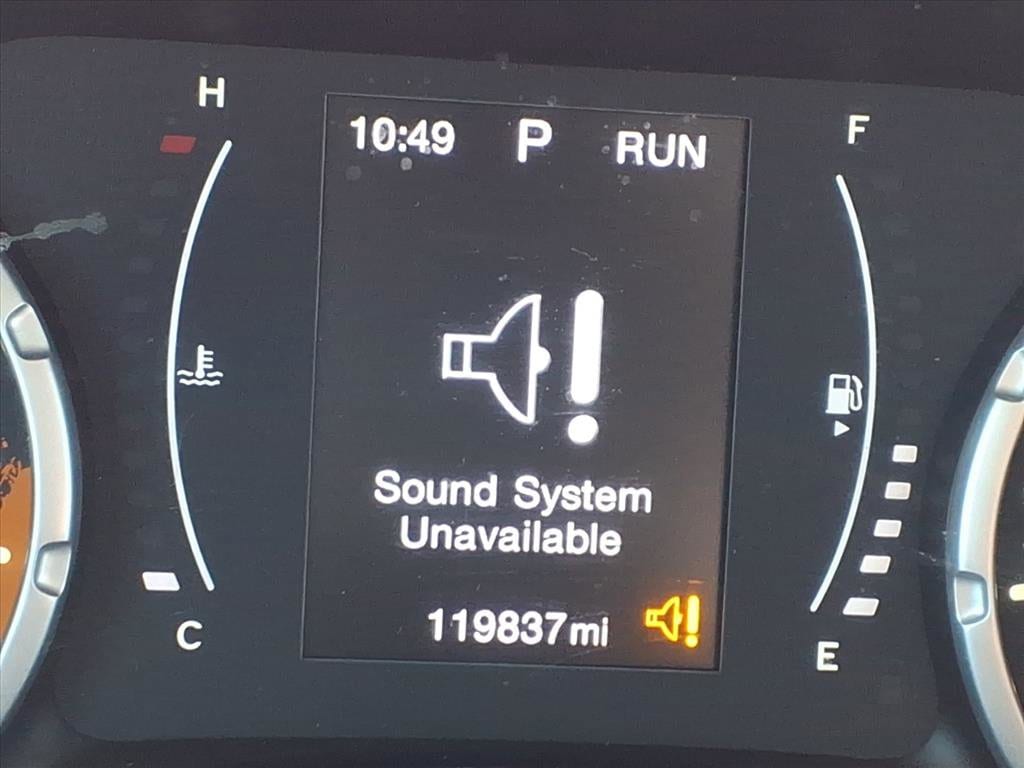 H
10:49 P RUN
F
Sound System
Unavailable
119837mi
C
E